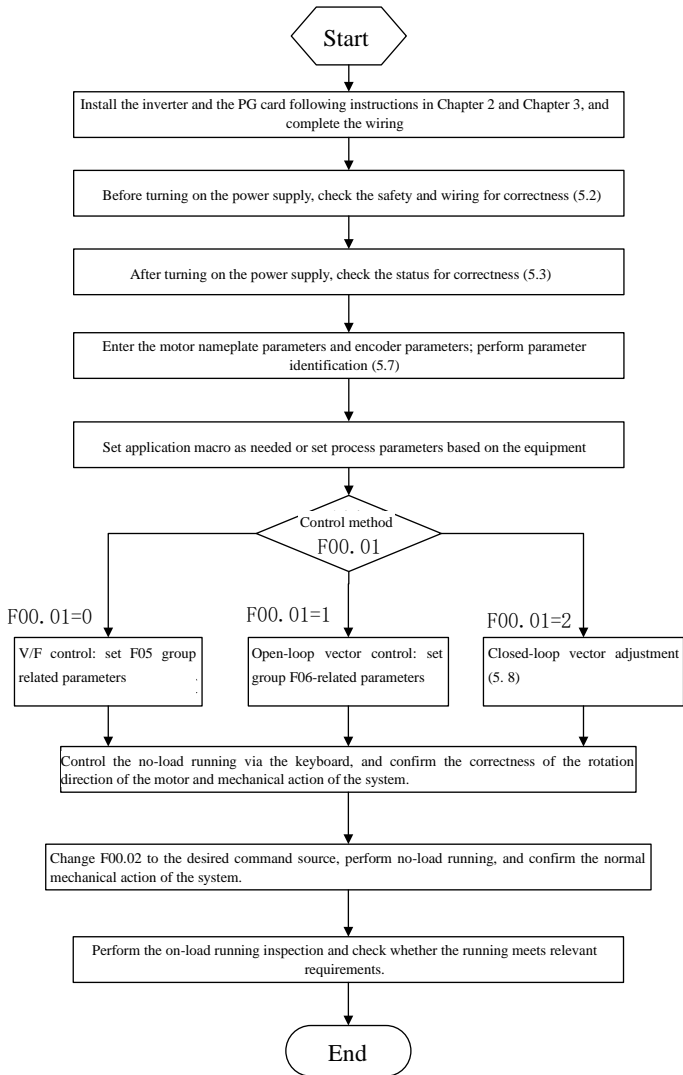 Start
Install the inverter and the PG card following instructions in Chapter 2 and Chapter 3, and
complete the wiring
Before turning on the power supply, check the safety and wiring for correctness (5.2)
After turning on the power supply, check the status for correctness (5.3)
Enter the motor nameplate parameters and encoder parameters; perform parameter
identification (5.7)
Set application macro as needed or set process parameters based on the equipment
Control method
F00.01
F00.01=0
F00.01=1
F00.01=2
V/F control: set F05 group
related parameters
Open-loop vector control: set
group F06-related parameters
Closed-loop vector adjustment
(5. 8)
Control the no-load running via the keyboard, and confirm the correctness of the rotation
direction of the motor and mechanical action of the system.
Change F00.02 to the desired command source, perform no-load running, and confirm the normal
mechanical action of the system.
Perform the on-load running inspection and check whether the running meets relevant
requirements.
End